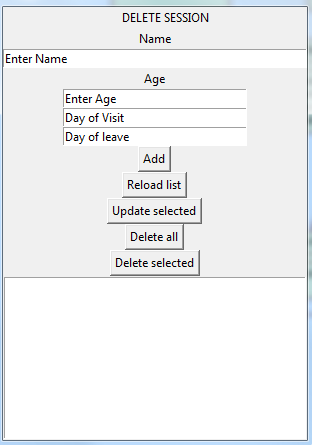 DELETE SESSION
Name
Enter Name
Age
Enter Age
Day of Visit
Day of leave
Add
Reload list
Update selected
Delete all
Delete selected